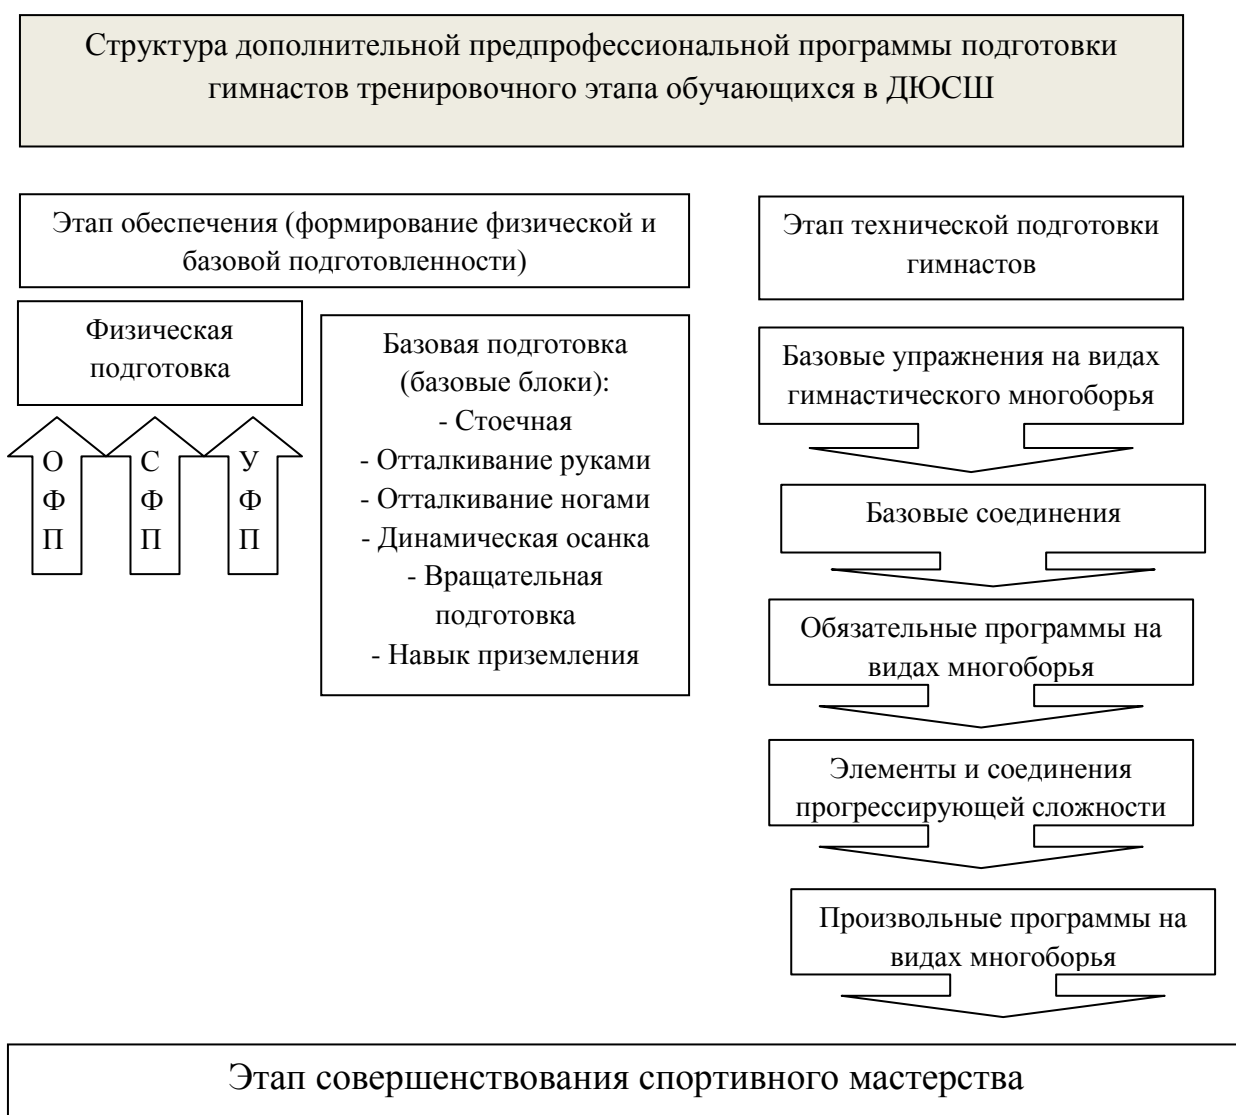 Структура дополнительной предпрофессиональной программы подготовки
гимнастов тренировочного этапа обучающихся в ДЮСШ
Этап обеспечения (формирование физической и
базовой подготовленности)
Физическая
подготовка
О
Ф
П
С
Ф
П
У
Ф
П
Базовая подготовка
(базовые блоки):
- Стоечная
- Отталкивание руками
- Отталкивание ногами
- Динамическая осанка
- Вращательная
подготовка
- Навык приземления
Этап технической подготовки
гимнастов
Базовые упражнения на видах
гимнастического многоборья
Базовые соединения
Обязательные программы на
видах многоборья
Элементы и соединения
прогрессирующей сложности
Произвольные программы на
видах многоборья
Этап совершенствования спортивного мастерства